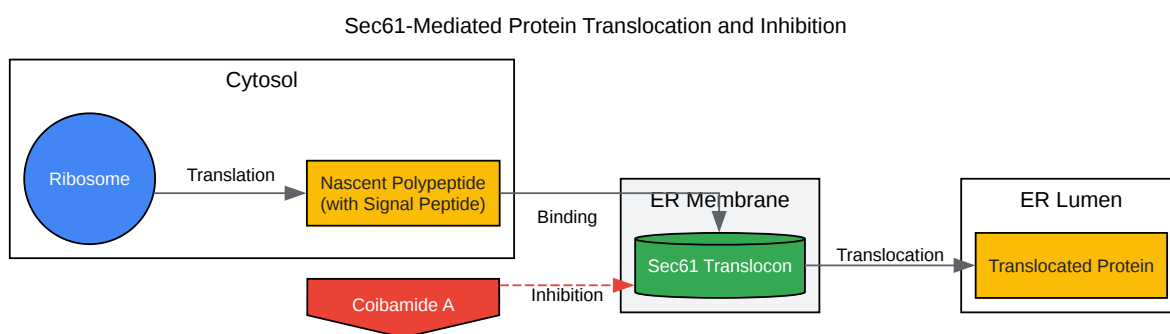 Sec61-Mediated Protein Translocation and Inhibition
Cytosol
Ribosome
Translation
Nascent Polypeptide
(with Signal Peptide)
Binding
ER Membrane
Sec61 Translocon
Translocation
ER Lumen
Translocated Protein
Coibamide A
Inhibition